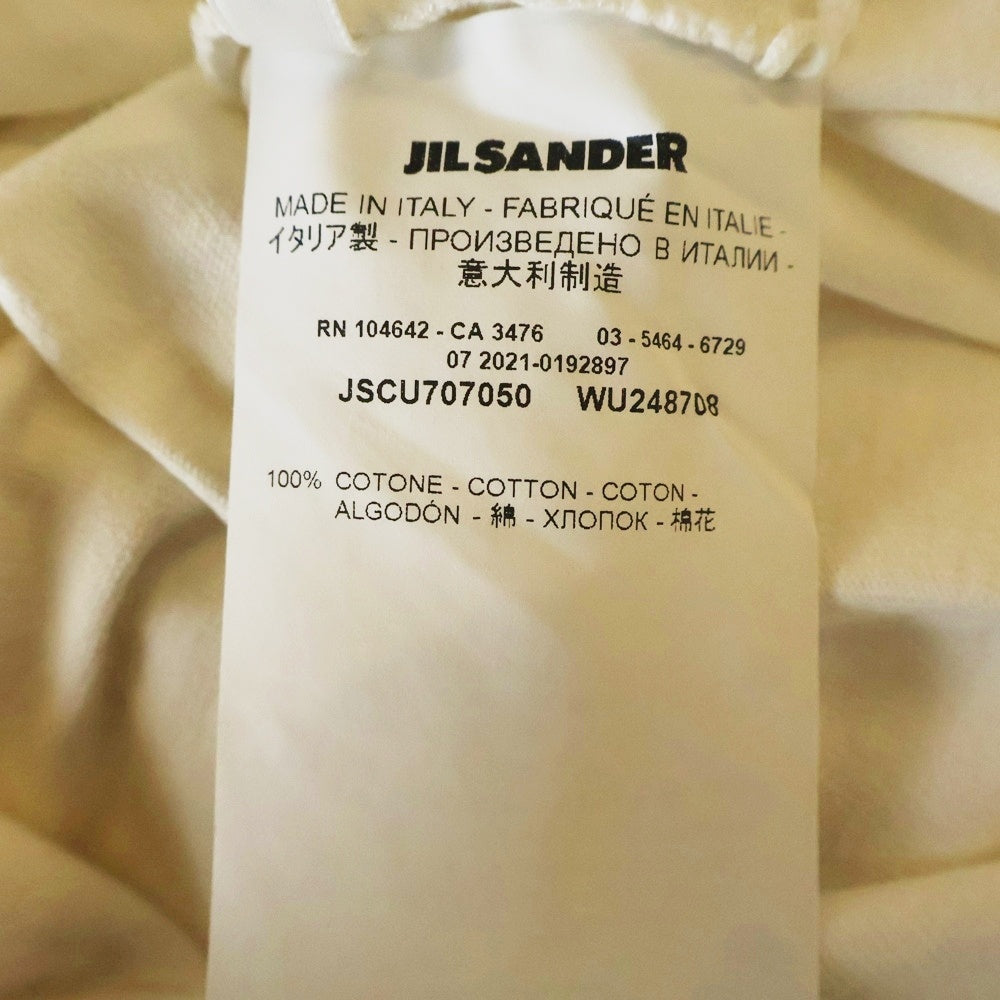 JIL SANDER
MADE IN ITALY - FABRIQUÉ EN ITALIE -
イタリア製 - ПРОИЗВЕДЕНО В ИТАЛИИ -
意大利制造
RN 104642 - CA 3476 03 - 5464 - 6729
07 2021-0192897
JSCU707050 WU248708
100% COTONE - COTTON - COTON -
ALGODÓN - 綿 - ХЛОПОК - 棉花